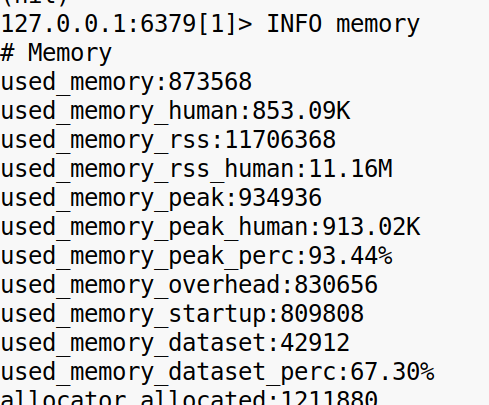 (nil)
127.0.0.1:6379[1]> INFO memory
# Memory
used_memory:873568
used_memory_human:853.09K
used_memory_rss:11706368
used_memory_rss_human:11.16M
used_memory_peak:934936
used_memory_peak_human:913.02K
used_memory_peak_perc:93.44%
used_memory_overhead:830656
used_memory_startup:809808
used_memory_dataset:42912
used_memory_dataset_perc:67.30%
allocator_allocated:1211880